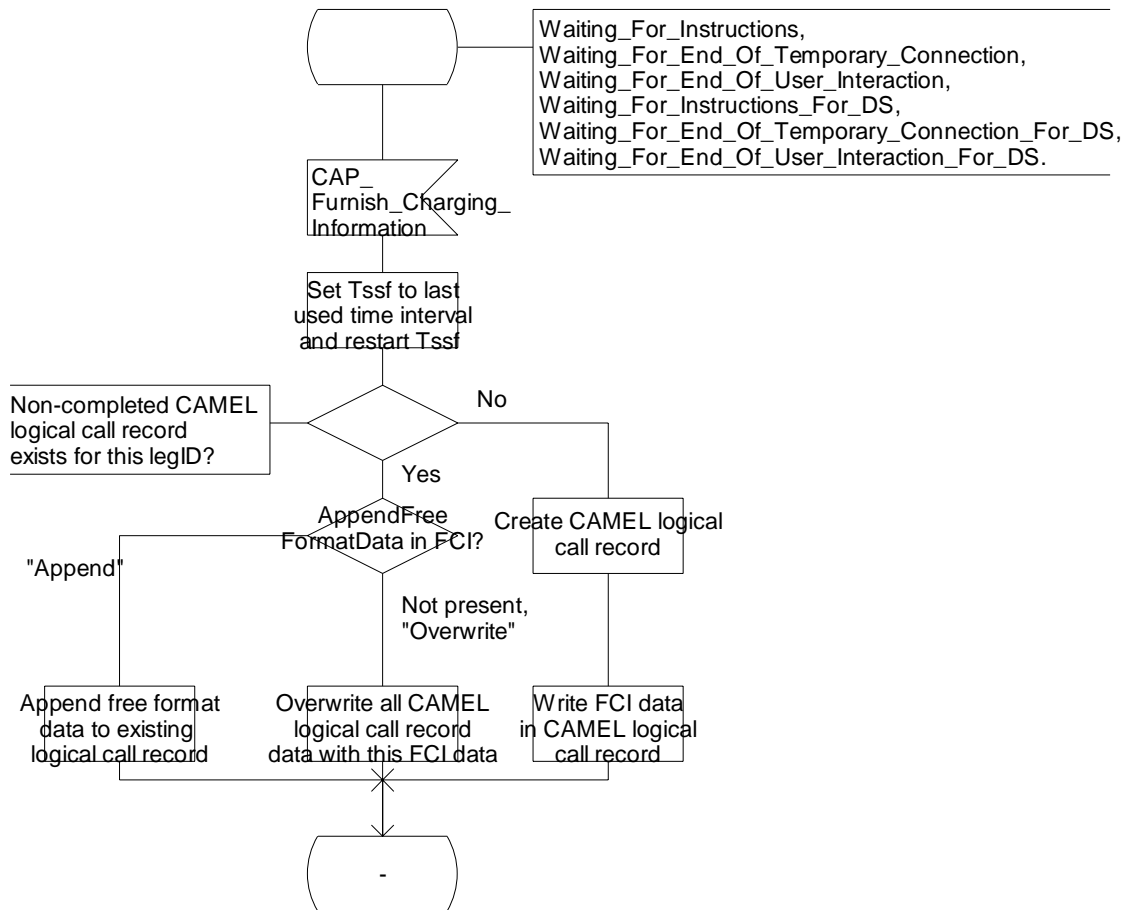 Waiting_For_Instructions,
Waiting_For_End_Of_Temporary_Connection,
Waiting_For_End_Of_User_Interaction,
Waiting_For_Instructions_For_DS,
Waiting_For_End_Of_Temporary_Connection_For_DS,
Waiting_For_End_Of_User_Interaction_For_DS.
CAP_
Furnish_Charging_
Information
Set Tssf to last
used time interval
and restart Tssf
Non-completed CAMEL
logical call record
exists for this legID?
No
Yes
AppendFree
FormatData in FCI?
Create CAMEL logical
call record
"Append"
Not present,
"Overwrite"
Append free format
data to existing
logical call record
Overwrite all CAMEL
logical call record
data with this FCI data
Write FCI data
in CAMEL logical
call record
-